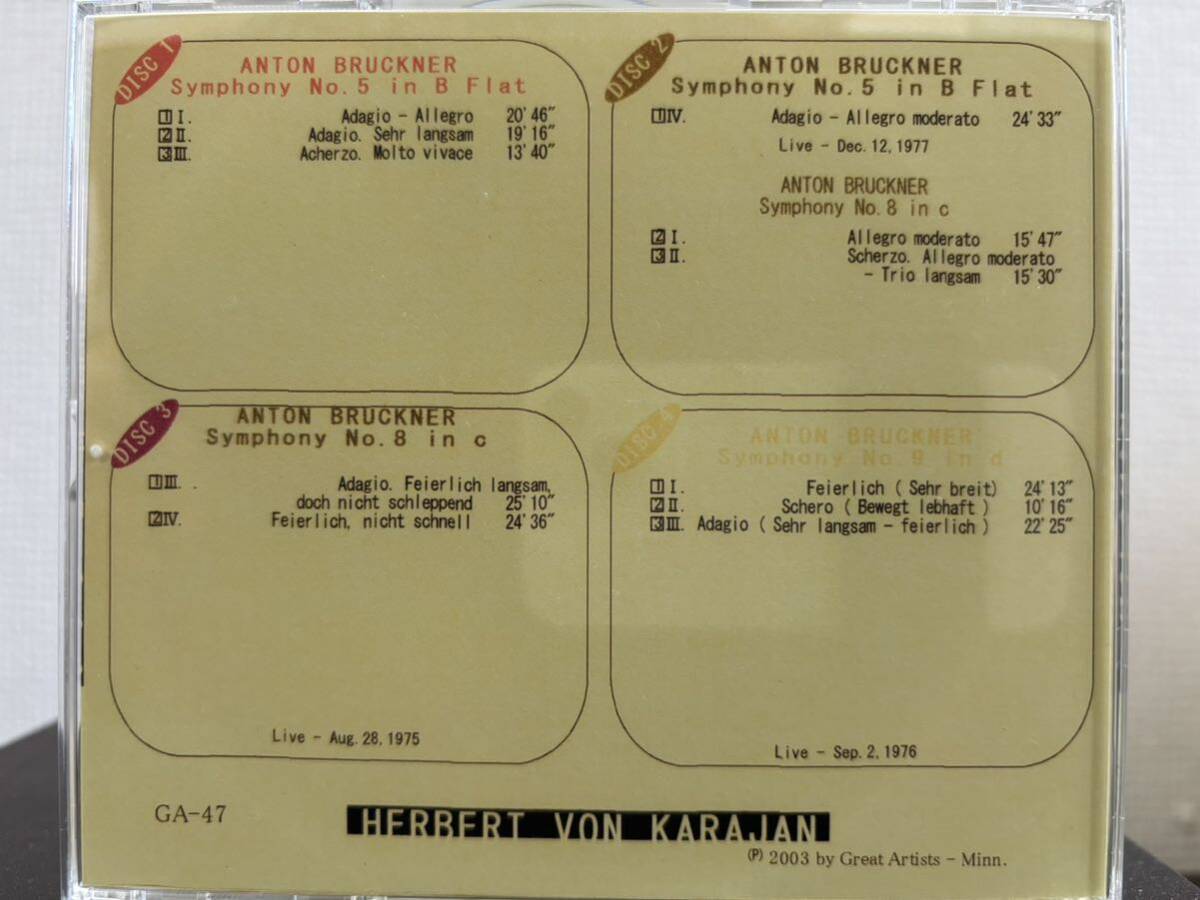 DISC 1
ANTON BRUCKNER
Symphony No. 5 in B Flat
1 I. Adagio - Allegro 20'46"
2 II. Adagio. Sehr langsam 19'16"
3 III. Acherzo. Molto vivace 13'40"
DISC 2
ANTON BRUCKNER
Symphony No. 5 in B Flat
1 IV. Adagio - Allegro moderato 24'33"
Live - Dec. 12, 1977
ANTON BRUCKNER
Symphony No. 8 in c
2 I. Allegro moderato 15'47"
3 II. Scherzo. Allegro moderato
- Trio langsam 15'30"
DISC 3
ANTON BRUCKNER
Symphony No. 8 in c
1 III. . Adagio. Feierlich langsam,
doch nicht schleppend 25'10"
2 IV. Feierlich, nicht schnell 24'36"
Live - Aug. 28, 1975
DISC 4
ANTON BRUCKNER
Symphony No. 9 in d
1 I. Feierlich ( Sehr breit) 24'13"
2 II. Schero ( Bewegt lebhaft ) 10'16"
3 III. Adagio ( Sehr langsam - feierlich ) 22'25"
Live - Sep. 2, 1976
GA-47
HERBERT VON KARAJAN
(P) 2003 by Great Artists - Minn.